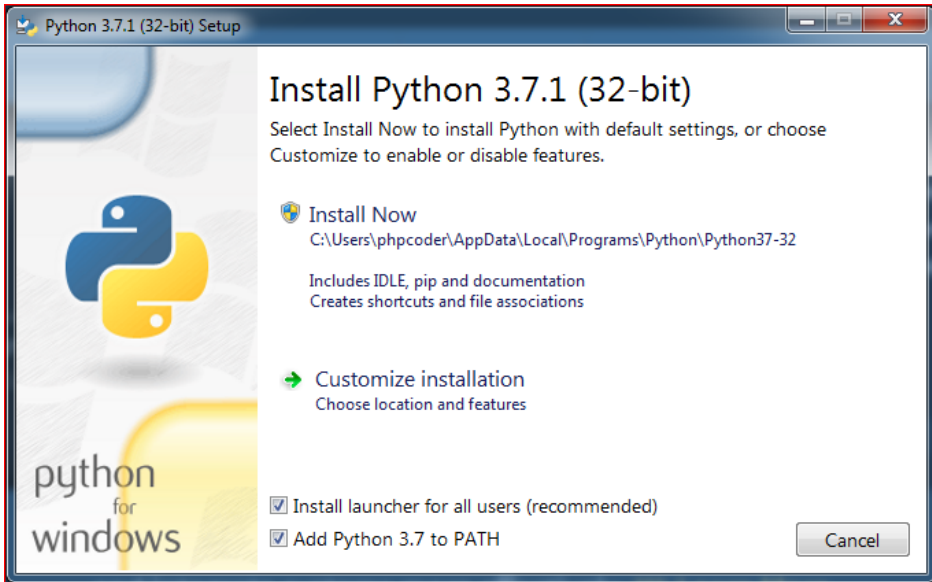 Python 3.7.1 (32-bit) Setup
Install Python 3.7.1 (32-bit)
Select Install Now to install Python with default settings, or choose
Customize to enable or disable features.
Install Now
C:\Users\phpcoder\AppData\Local\Programs\Python\Python37-32
Includes IDLE, pip and documentation
Creates shortcuts and file associations
Customize installation
Choose location and features
python
for
windows
Install launcher for all users (recommended)
Add Python 3.7 to PATH
Cancel